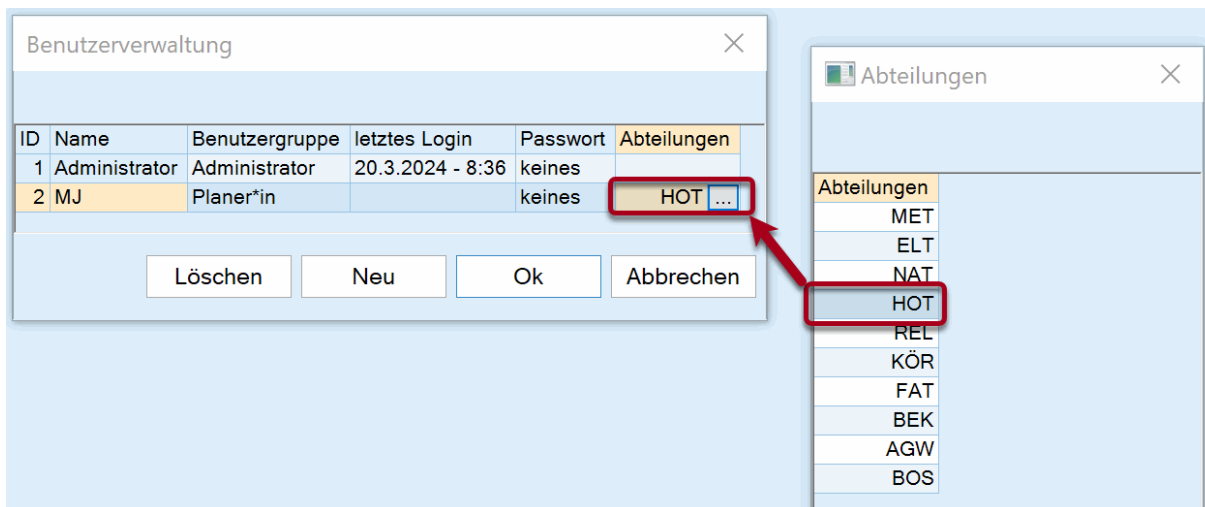 Benutzerverwaltung
ID Name Benutzergruppe letztes Login Passwort Abteilungen
1 Administrator Administrator 20.3.2024 - 8:36 keines
2 MJ Planer*in keines HOT ...
Löschen Neu Ok Abbrechen
Abteilungen
Abteilungen
MET
ELT
NAT
HOT
REL
KÖR
FAT
BEK
AGW
BOS